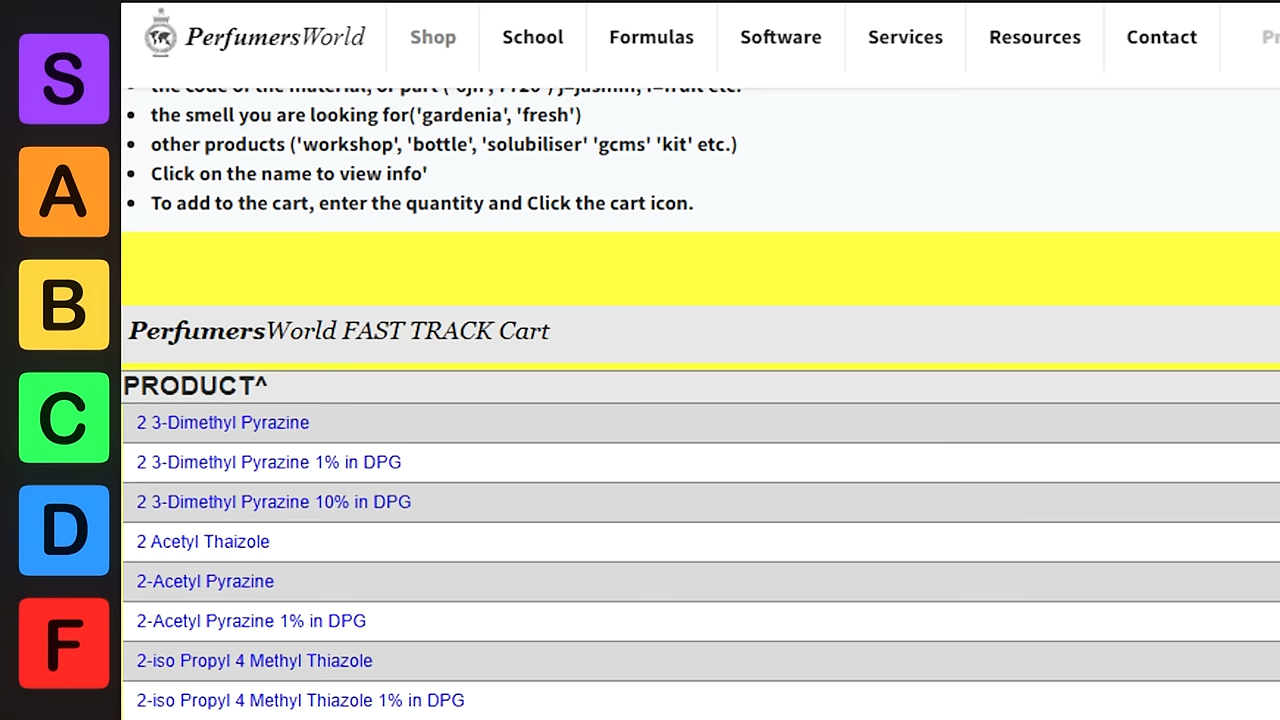 S
A
B
C
D
F
PerfumersWorld
Shop
School
Formulas
Software
Services
Resources
Contact
the smell you are looking for('gardenia', 'fresh')
other products ('workshop', 'bottle', 'solubiliser' 'gcms' 'kit' etc.)
Click on the name to view info'
To add to the cart, enter the quantity and Click the cart icon.
PerfumersWorld FAST TRACK Cart
PRODUCT^
2 3-Dimethyl Pyrazine
2 3-Dimethyl Pyrazine 1% in DPG
2 3-Dimethyl Pyrazine 10% in DPG
2 Acetyl Thaizole
2-Acetyl Pyrazine
2-Acetyl Pyrazine 1% in DPG
2-iso Propyl 4 Methyl Thiazole
2-iso Propyl 4 Methyl Thiazole 1% in DPG